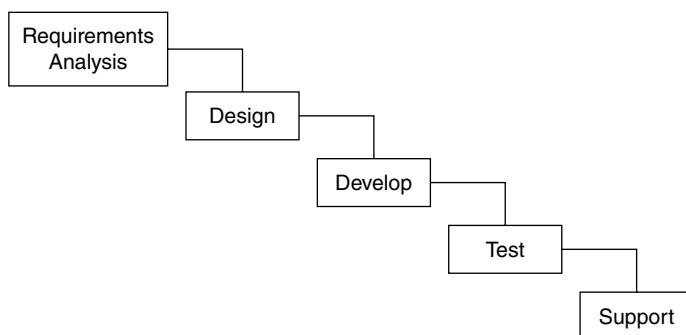 Requirements
Analysis
Design
Develop
Test
Support